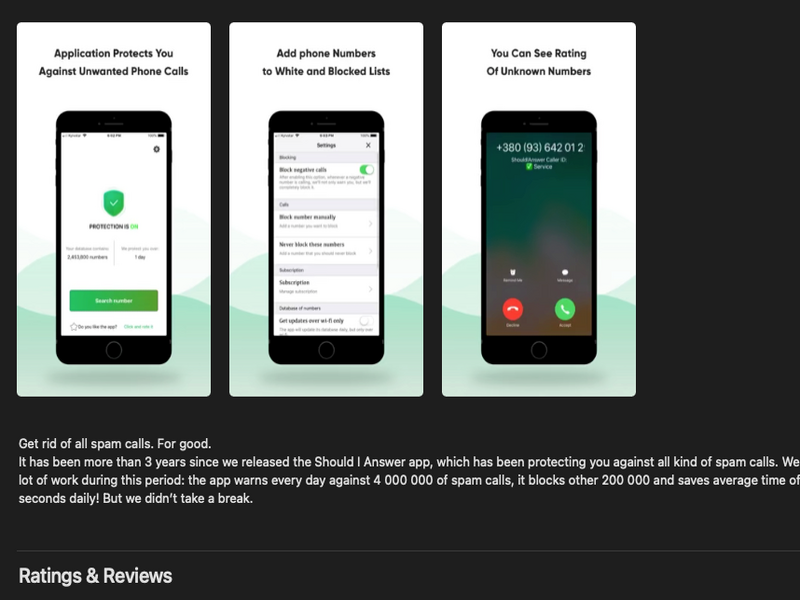 Application Protects You
Against Unwanted Phone Calls
PROTECTION IS ON
Your database contains:
2,403,800 numbers
We protect you over:
1 day
Search number
Do you like the app?
Add phone Numbers
to White and Blocked Lists
Settings
Blocking
Block negative calls
Calls
Block number manually
Add a number you want to block
Never block these numbers
Add a number that you should never block
Subscription
Subscription
Manage subscription
Database of numbers
Get updates over wi-fi only
You Can See Rating
Of Unknown Numbers
+380 (93) 642 01 2
ShouldIAnswer Caller ID:
Service
Remind Me
Message
Decline
Accept
Get rid of all spam calls. For good.
It has been more than 3 years since we released the Should I Answer app, which has been protecting you against all kind of spam calls. We
lot of work during this period: the app warns every day against 4 000 000 of spam calls, it blocks other 200 000 and saves average time of
seconds daily! But we didn’t take a break.
Ratings & Reviews